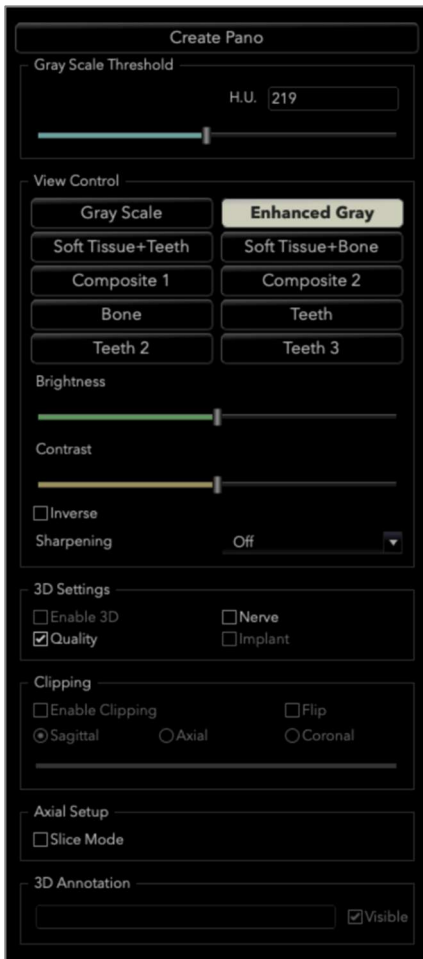 Create Pano
Gray Scale Threshold
H.U. 219
View Control
Gray Scale Enhanced Gray
Soft Tissue+Teeth Soft Tissue+Bone
Composite 1 Composite 2
Bone Teeth
Teeth 2 Teeth 3
Brightness
Contrast
Inverse
Sharpening Off
3D Settings
Enable 3D Nerve
Quality Implant
Clipping
Enable Clipping Flip
Sagittal Axial Coronal
Axial Setup
Slice Mode
3D Annotation
Visible